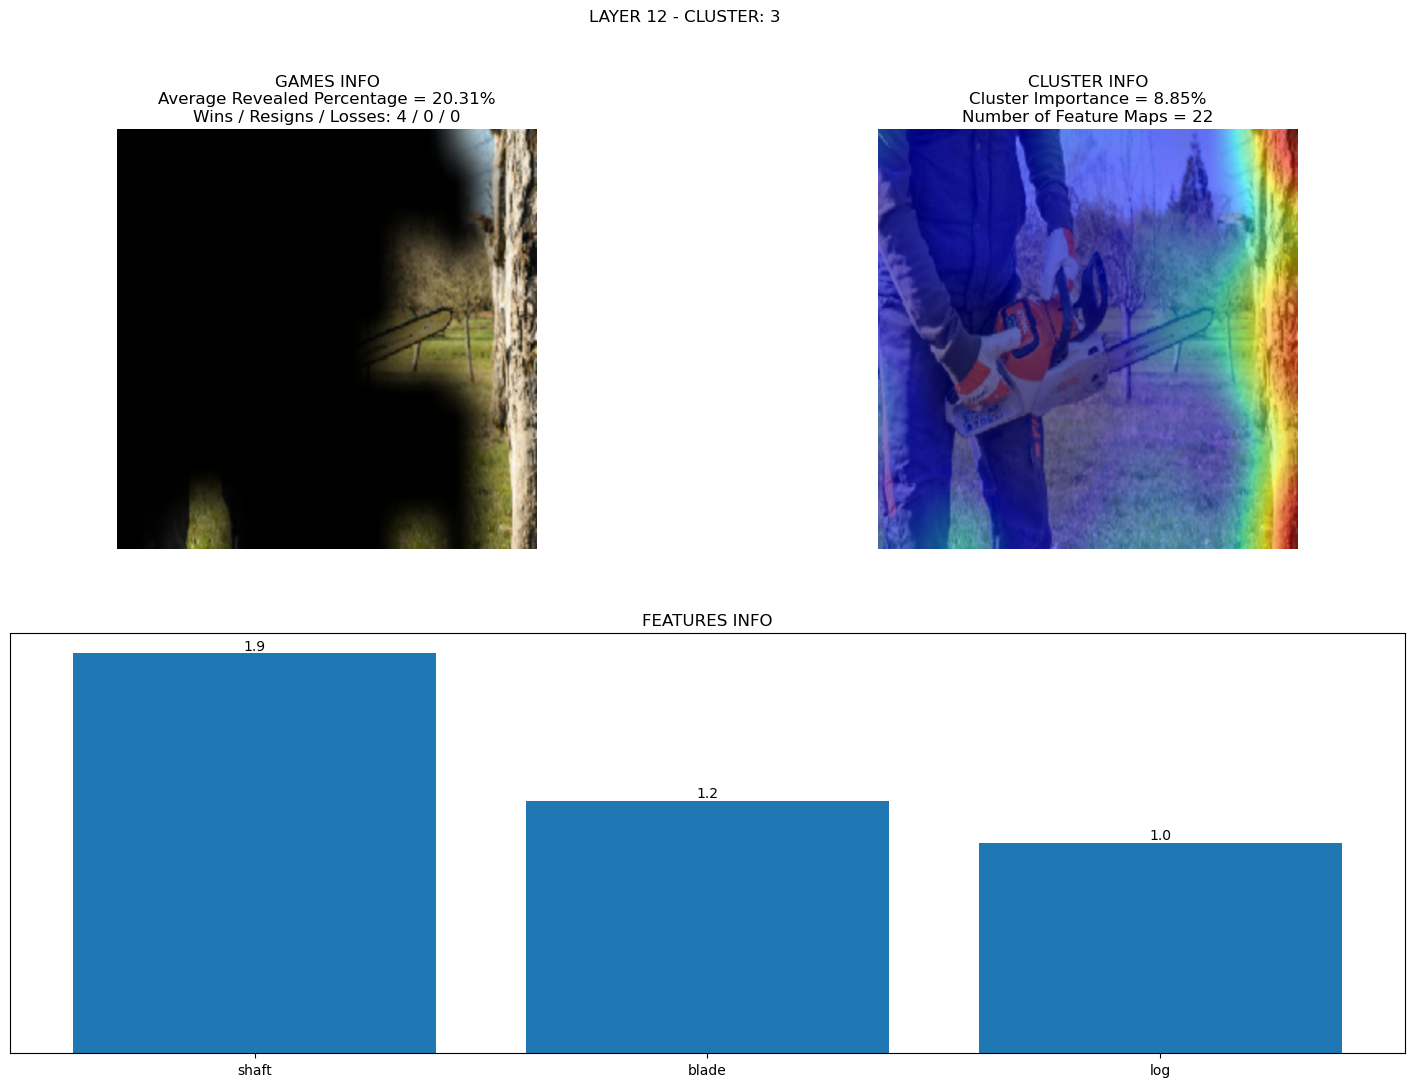 LAYER 12 - CLUSTER: 3
GAMES INFO
Average Revealed Percentage = 20.31%
Wins / Resigns / Losses: 4 / 0 / 0
CLUSTER INFO
Cluster Importance = 8.85%
Number of Feature Maps = 22
FEATURES INFO
1.9
1.2
1.0
shaft
blade
log